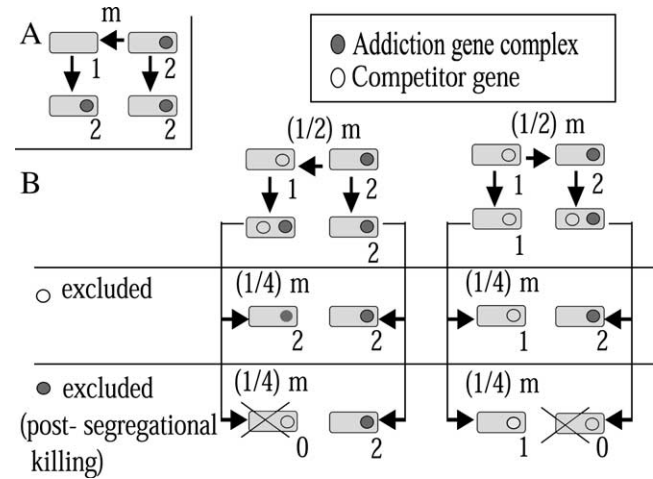 A
m
1 2
2 2
Addiction gene complex
Competitor gene
B
(1/2) m (1/2) m
1 2 1 2
2 1
excluded
(1/4) m (1/4) m
2 2 1 2
excluded
(post- segregational
killing)
(1/4) m (1/4) m
0 2 1 0